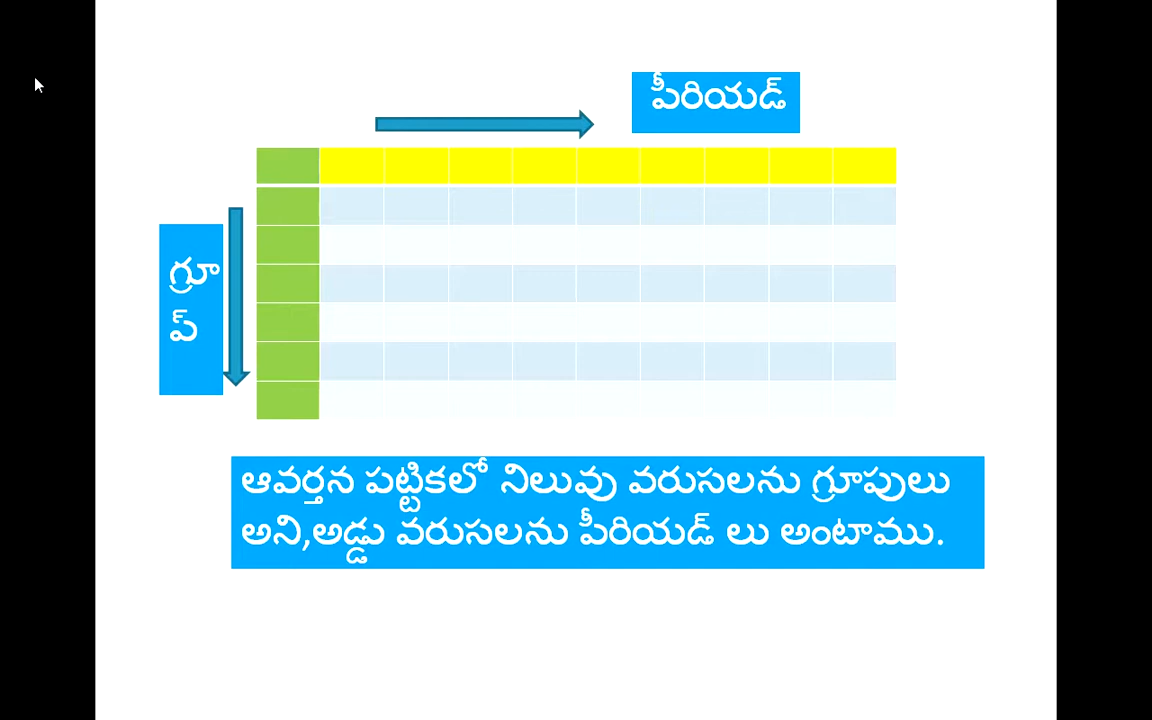 పీరియడ్
గ్రూ
ప్
ఆవర్తన పట్టికలో నిలువు వరుసలను గ్రూపులు
అని,అడ్డు వరుసలను పీరియడ్ లు అంటాము.